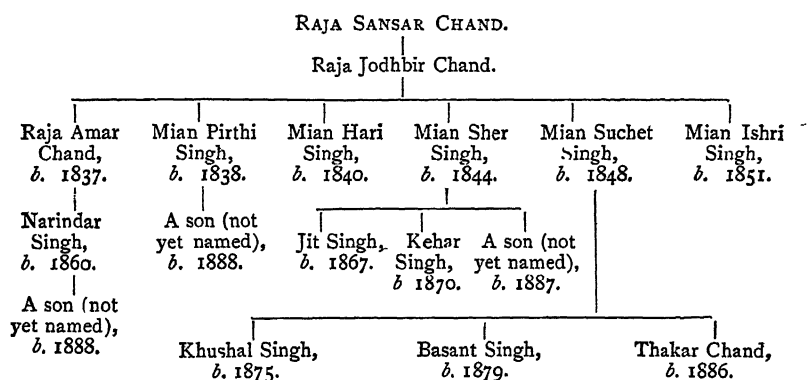 RAJA SANSAR CHAND.
Raja Jodhbir Chand.
Raja Amar
Chand,
b. 1837.
Mian Pirthi
Singh,
b. 1838.
Mian Hari
Singh,
b. 1840.
Mian Sher
Singh,
b. 1844.
Mian Suchet
Singh,
b. 1848.
Mian Ishri
Singh,
b. 1851.
Narindar
Singh,
b. 1860.
A son (not
yet named),
b. 1888.
Jit Singh,
b. 1867.
Kehar
Singh,
b 1870.
A son (not
yet named),
b. 1887.
A son (not
yet named),
b. 1888.
Khushal Singh,
b. 1875.
Basant Singh,
b. 1879.
Thakar Chand,
b. 1886.